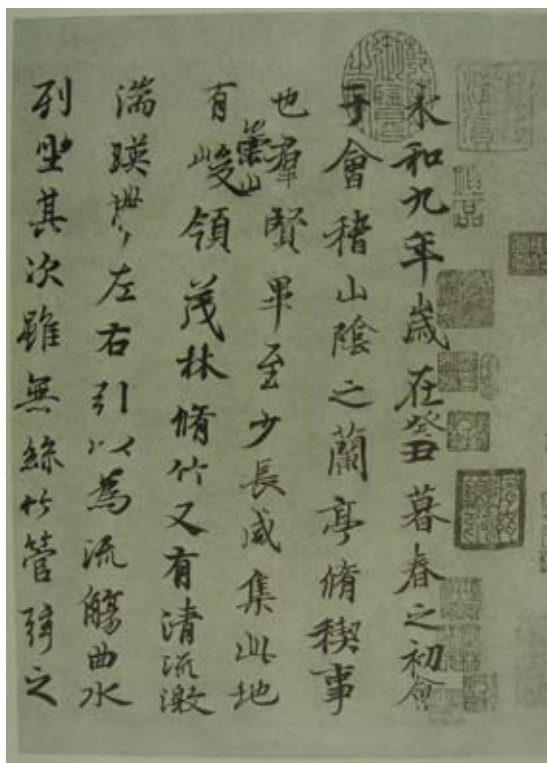 永和九年歲在癸丑暮春之初會
于會稽山陰之蘭亭脩稧事
也羣賢畢至少長咸集此地
有崇山峻領茂林脩竹又有清流激
湍暎帶左右引以為流觴曲水
列坐其次雖無絲竹管弦之